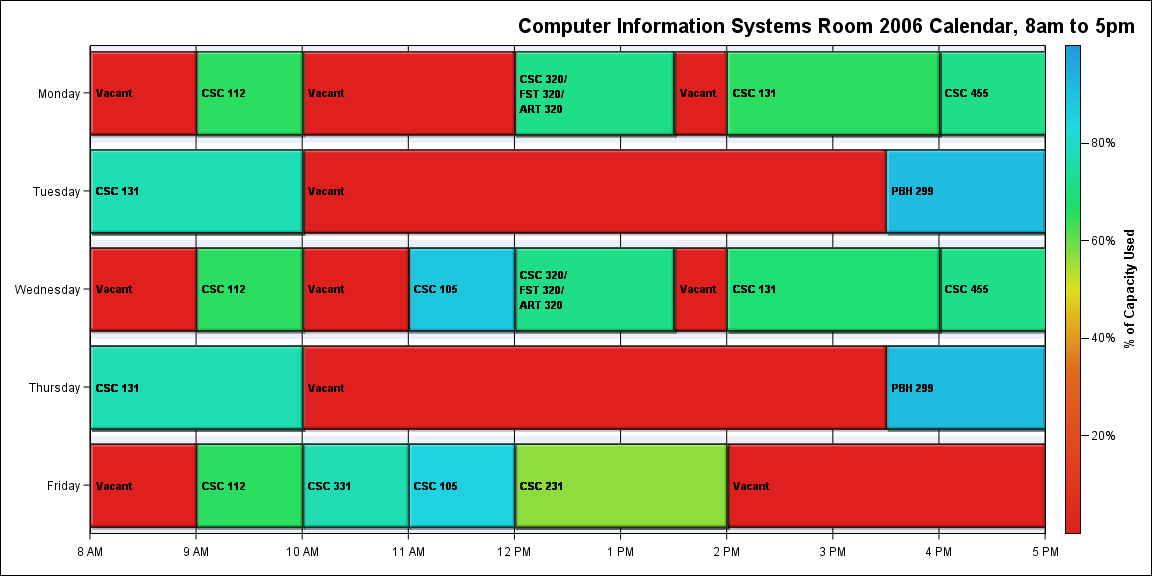 Computer Information Systems Room 2006 Calendar, 8am to 5pm
Monday
Vacant
CSC 112
Vacant
CSC 320/
FST 320/
ART 320
Vacant
CSC 131
CSC 455
Tuesday
CSC 131
Vacant
PBH 299
Wednesday
Vacant
CSC 112
Vacant
CSC 105
CSC 320/
FST 320/
ART 320
Vacant
CSC 131
CSC 455
Thursday
CSC 131
Vacant
PBH 299
Friday
Vacant
CSC 112
CSC 331
CSC 105
CSC 231
Vacant
8 AM
9 AM
10 AM
11 AM
12 PM
1 PM
2 PM
3 PM
4 PM
5 PM
80%
60%
40%
20%
% of Capacity Used